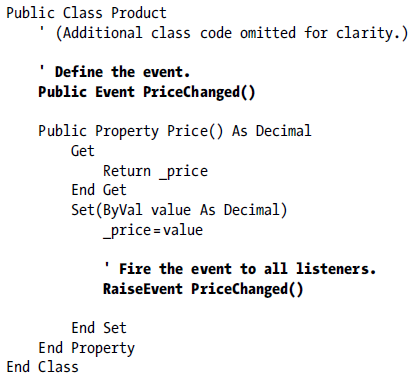 Public Class Product
    ' (Additional class code omitted for clarity.)
    ' Define the event.
    Public Event PriceChanged()
    Public Property Price() As Decimal
        Get
            Return _price
        End Get
        Set(ByVal value As Decimal)
            _price=value
            ' Fire the event to all listeners.
            RaiseEvent PriceChanged()
        End Set
    End Property
End Class